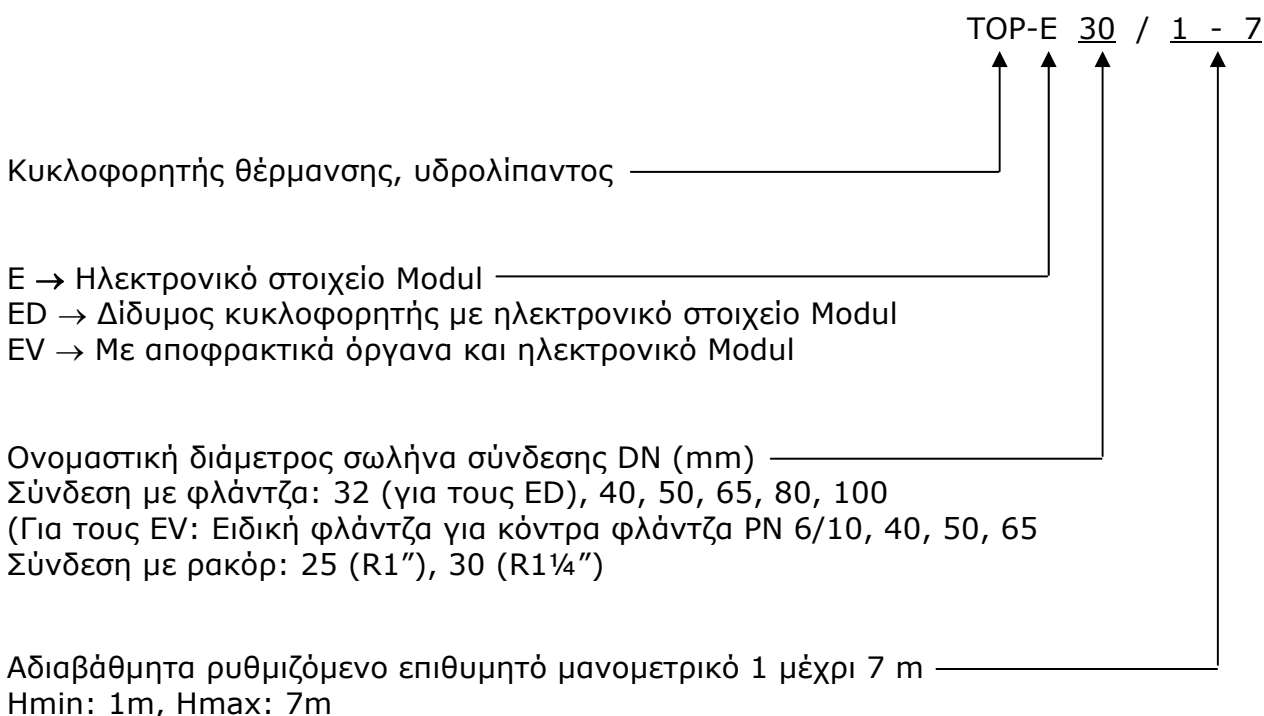 TOP-E 30 / 1 - 7
Κυκλοφορητής θέρμανσης, υδρολίπαντος
E → Ηλεκτρονικό στοιχείο Modul
ED → Δίδυμος κυκλοφορητής με ηλεκτρονικό στοιχείο Modul
EV → Με αποφρακτικά όργανα και ηλεκτρονικό Modul
Ονομαστική διάμετρος σωλήνα σύνδεσης DN (mm)
Σύνδεση με φλάντζα: 32 (για τους ED), 40, 50, 65, 80, 100
(Για τους EV: Ειδική φλάντζα για κόντρα φλάντζα PN 6/10, 40, 50, 65
Σύνδεση με ρακόρ: 25 (R1″), 30 (R1¼″)
Αδιαβάθμητα ρυθμιζόμενο επιθυμητό μανομετρικό 1 μέχρι 7 m
Hmin: 1m, Hmax: 7m